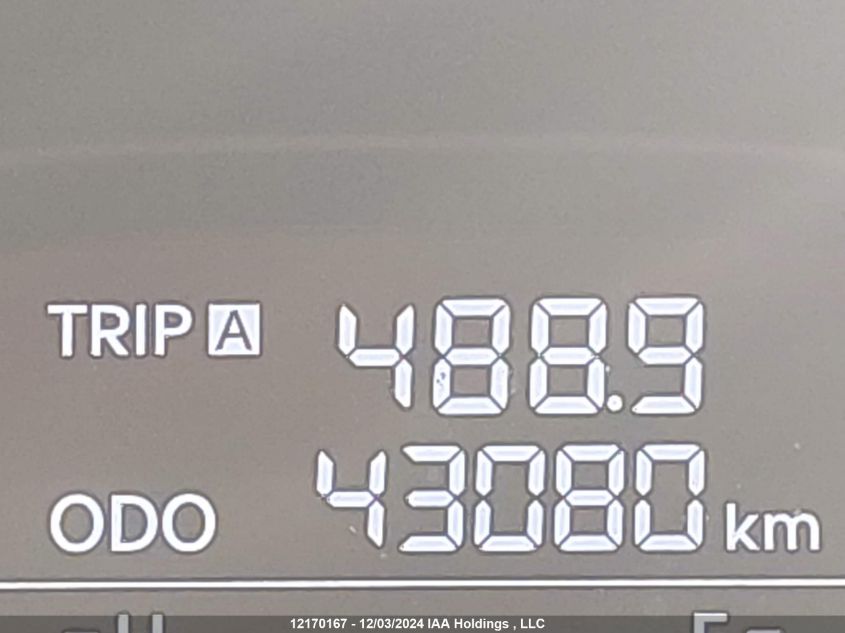 TRIP A 488.9
ODO 43080 km
12170167 - 12/03/2024 IAA Holdings , LLC